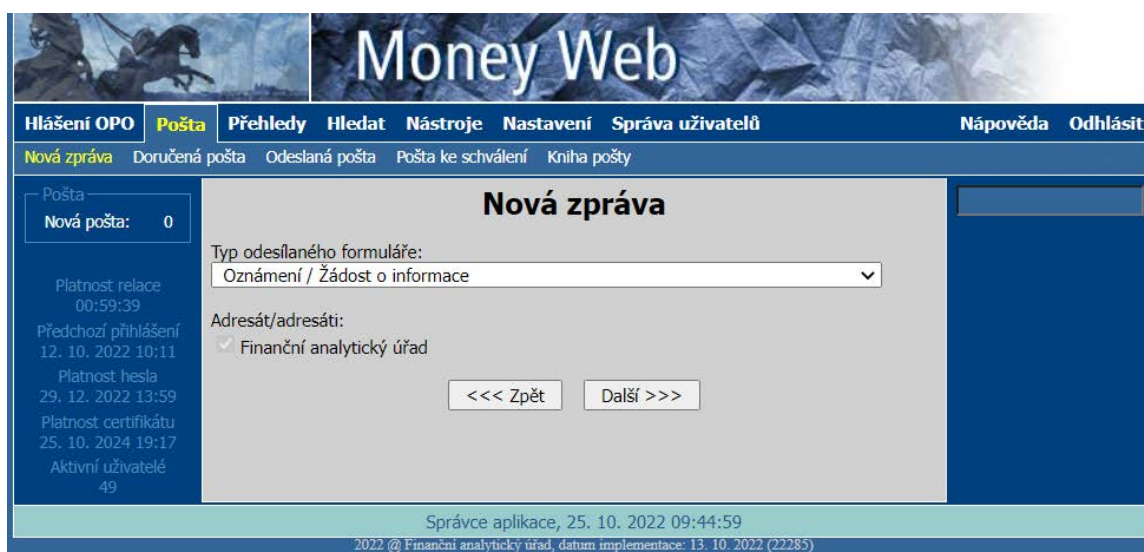 Money Web
Hlášení OPO Pošta Přehledy Hledat Nástroje Nastavení Správa uživatelů Nápověda Odhlásit
Nová zpráva Doručená pošta Odeslaná pošta Pošta ke schválení Kniha pošty
Pošta
Nová pošta: 0
Platnost relace
00:59:39
Předchozí přihlášení
12. 10. 2022 10:11
Platnost hesla
29. 12. 2022 13:59
Platnost certifikátu
25. 10. 2024 19:17
Aktivní uživatelé
49
Nová zpráva
Typ odesílaného formuláře:
Oznámení / Žádost o informace
Adresát/adresáti:
Finanční analytický úřad
<<< Zpět Další >>>
Správce aplikace, 25. 10. 2022 09:44:59
2022 @ Finanční analytický úřad, datum implementace: 13. 10. 2022 (22285)